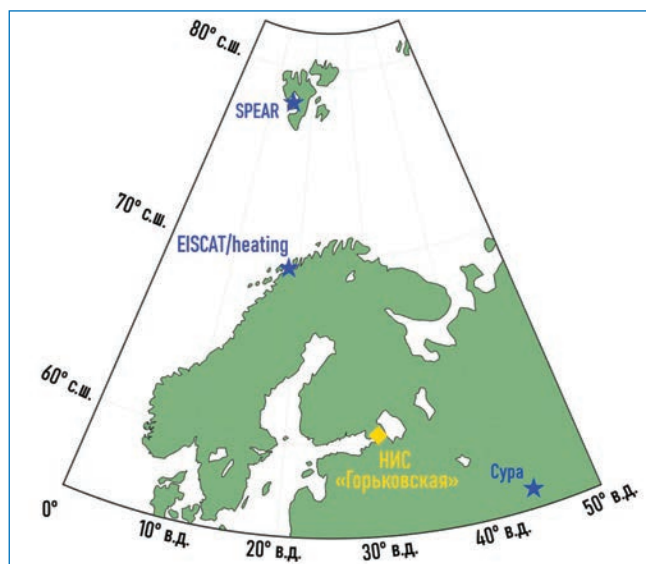 80° с.ш.
SPEAR
70° с.ш.
EISCAT/heating
60° с.ш.
НИС
«Горьковская»
Сура
0°
10° в.д.
20° в.д.
30° в.д.
40° в.д.
50° в.д.